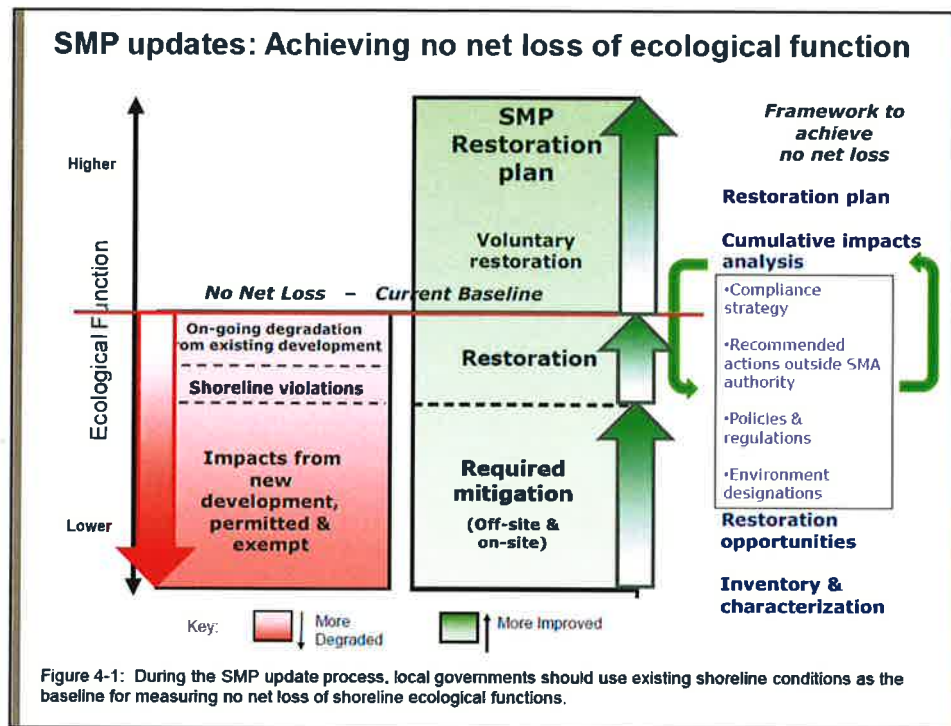 SMP updates: Achieving no net loss of ecological function
Higher
Ecological Function
Lower
No Net Loss – Current Baseline
On-going degradation
om existing development
Shoreline violations
Impacts from
new
development,
permitted &
exempt
SMP
Restoration
plan
Voluntary
restoration
Restoration
Required
mitigation
(Off-site &
on-site)
Framework to
achieve
no net loss
Restoration plan
Cumulative impacts
analysis
•Compliance
strategy
•Recommended
actions outside SMA
authority
•Policies &
regulations
•Environment
designations
Restoration
opportunities
Inventory &
characterization
Key:
More
Degraded
More Improved
Figure 4-1: During the SMP update process, local governments should use existing shoreline conditions as the
baseline for measuring no net loss of shoreline ecological functions.